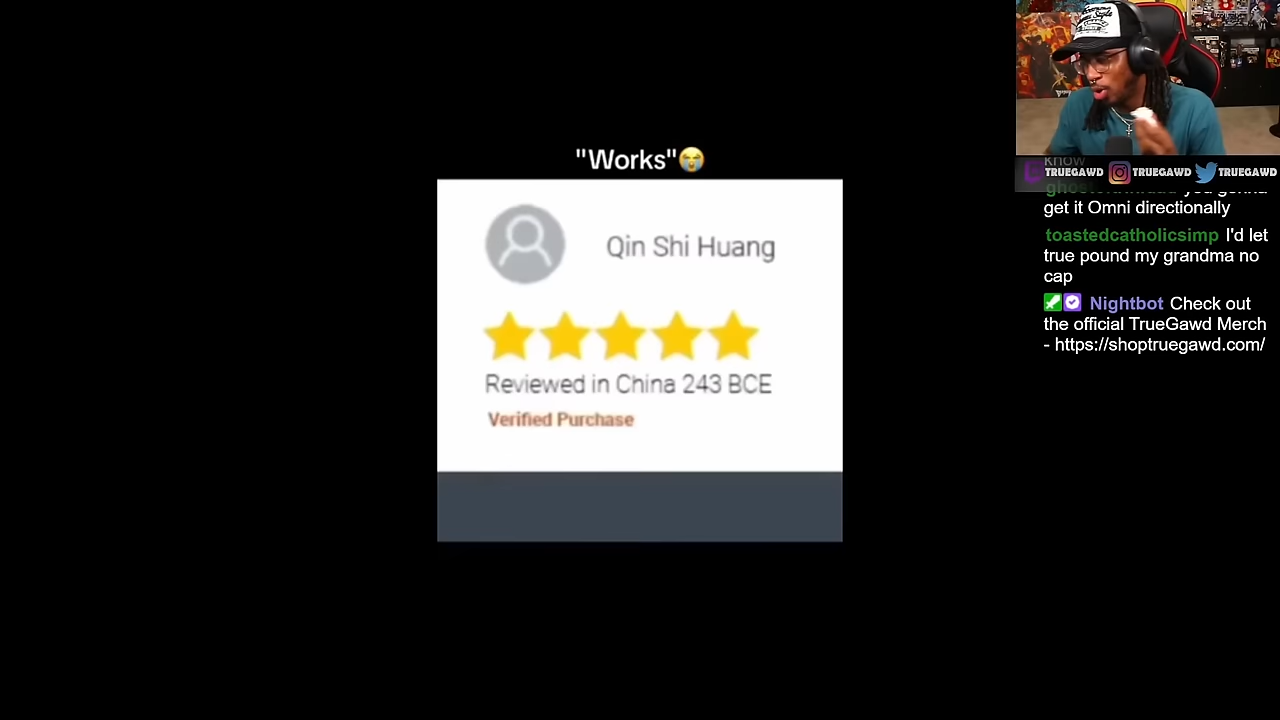 "Works"😭
Qin Shi Huang
Reviewed in China 243 BCE
Verified Purchase
TRUEGAWD TRUEGAWD TRUEGAWD
know
get it Omni directionally
toastedcatholicsimp I'd let
true pound my grandma no
cap
Nightbot Check out
the official TrueGawd Merch
- https://shoptruegawd.com/